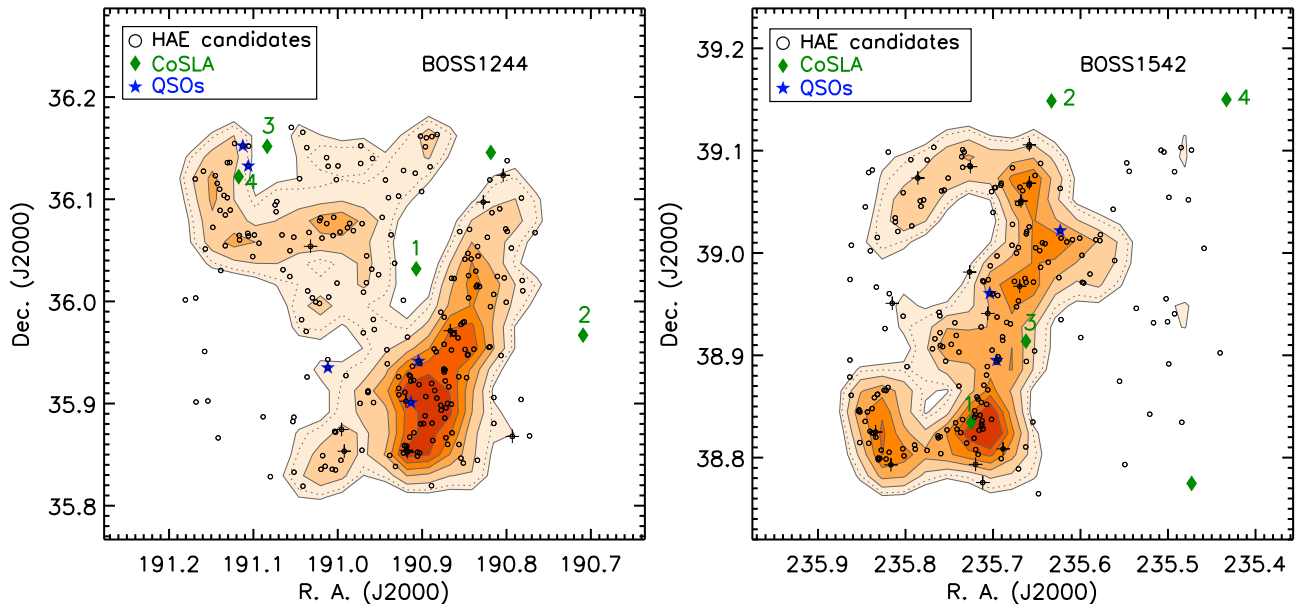 HAE candidates
CoSLA
QSOs
BOSS1244
3
4
1
2
36.2
36.1
36.0
35.9
35.8
Dec. (J2000)
191.2 191.1 191.0 190.9 190.8 190.7
R. A. (J2000)
HAE candidates
CoSLA
QSOs
BOSS1542
2
4
3
1
39.2
39.1
39.0
38.9
38.8
Dec. (J2000)
235.9 235.8 235.7 235.6 235.5 235.4
R. A. (J2000)